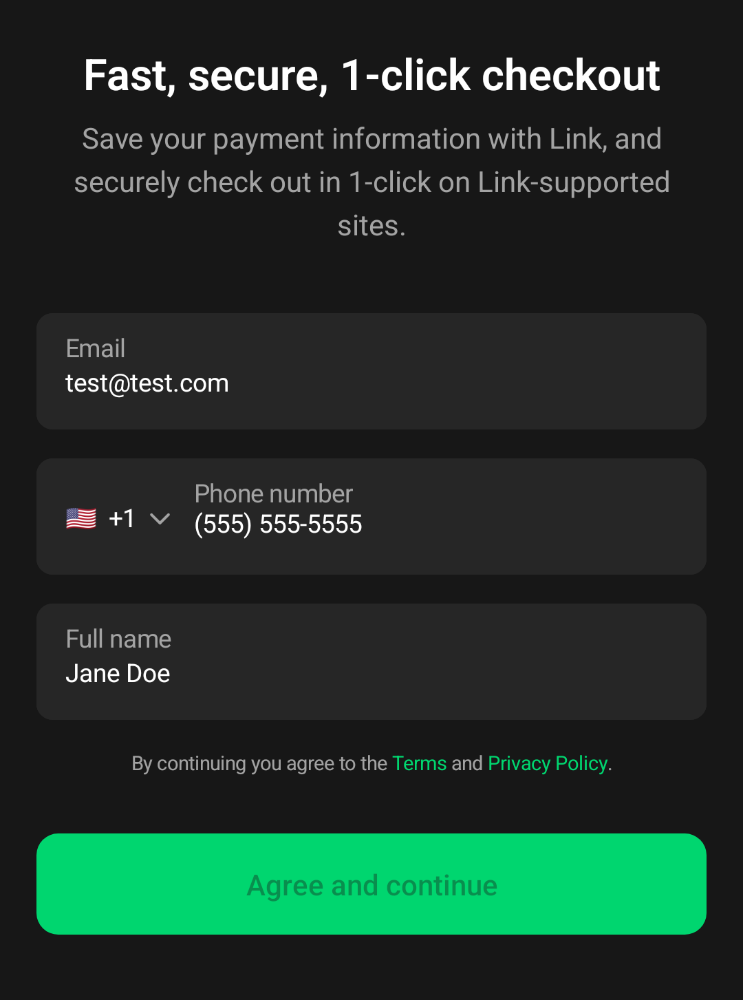 Fast, secure, 1-click checkout
Save your payment information with Link, and
securely check out in 1-click on Link-supported
sites.
Email
test@test.com
+1
Phone number
(555) 555-5555
Full name
Jane Doe
By continuing you agree to the Terms and Privacy Policy.
Agree and continue